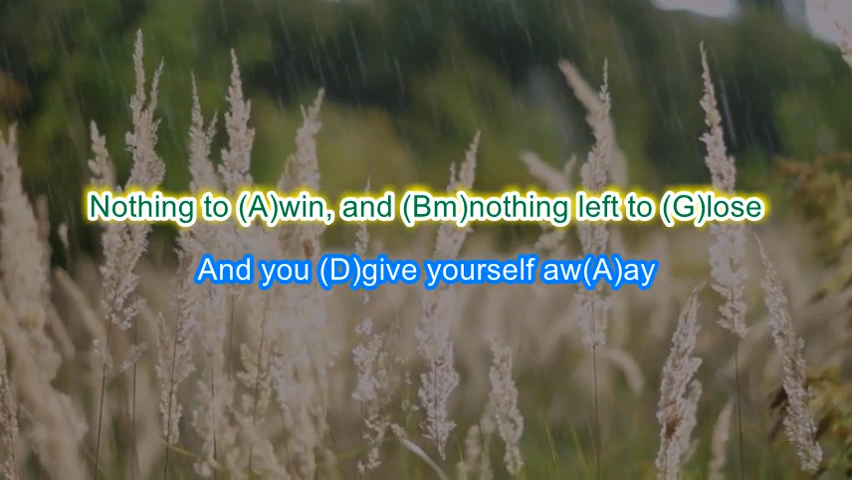 Nothing to (A)win, and (Bm)nothing left to (G)lose
And you (D)give yourself aw(A)ay